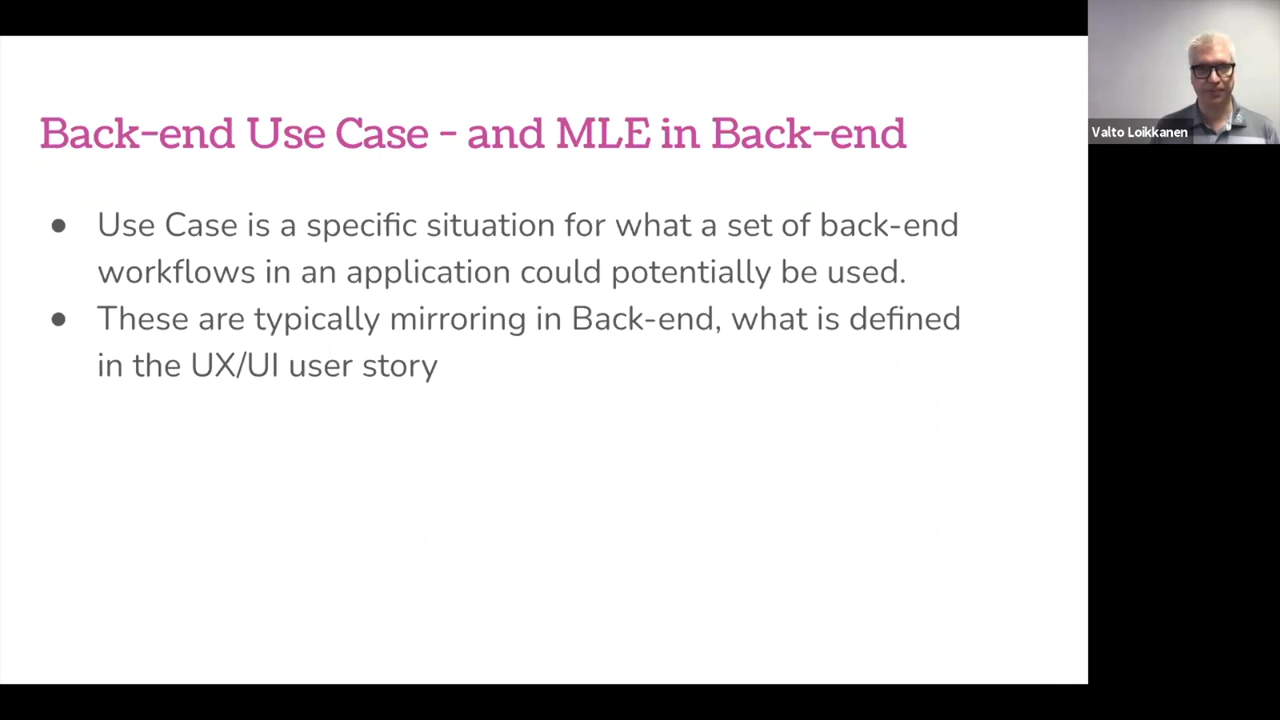 Back-end Use Case - and MLE in Back-end
● Use Case is a specific situation for what a set of back-end
workflows in an application could potentially be used.
● These are typically mirroring in Back-end, what is defined
in the UX/UI user story
Valto Loikkanen